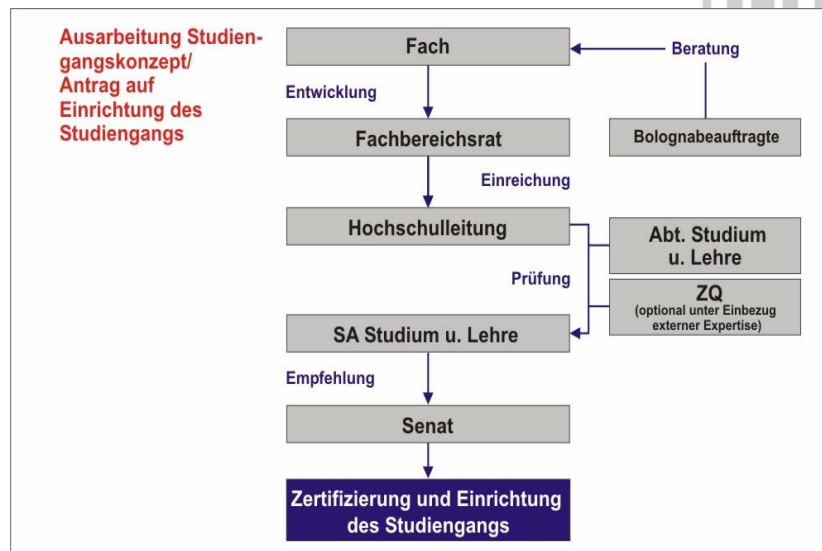 Ausarbeitung Studien-
gangskonzept/
Antrag auf
Einrichtung des
Studiengangs
Fach
Beratung
Entwicklung
Fachbereichsrat
Bolognabeauftragte
Einreichung
Hochschulleitung
Abt. Studium
u. Lehre
Prüfung
ZQ
(optional unter Einbezug
externer Expertise)
SA Studium u. Lehre
Empfehlung
Senat
Zertifizierung und Einrichtung
des Studiengangs